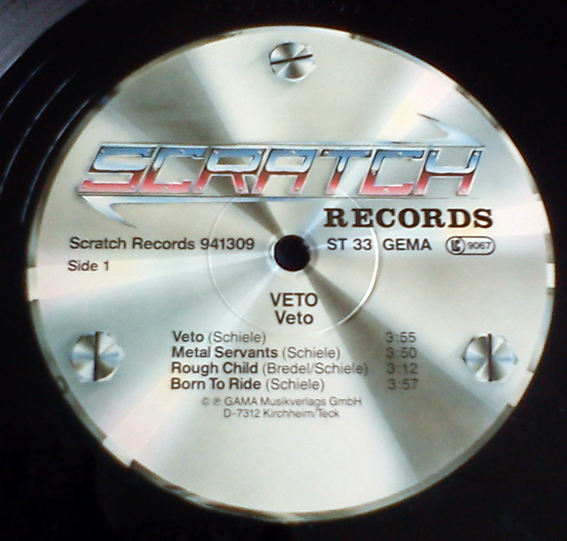 SCRATCH
RECORDS
Scratch Records 941309 ST 33 GEMA LC 9067
Side 1
VETO
Veto
Veto (Schiele) 3:55
Metal Servants (Schiele) 3:50
Rough Child (Bredel/Schiele) 3:12
Born To Ride (Schiele) 3:57
© ℗ GAMA Musikverlags GmbH
D-7312 Kirchheim/Teck